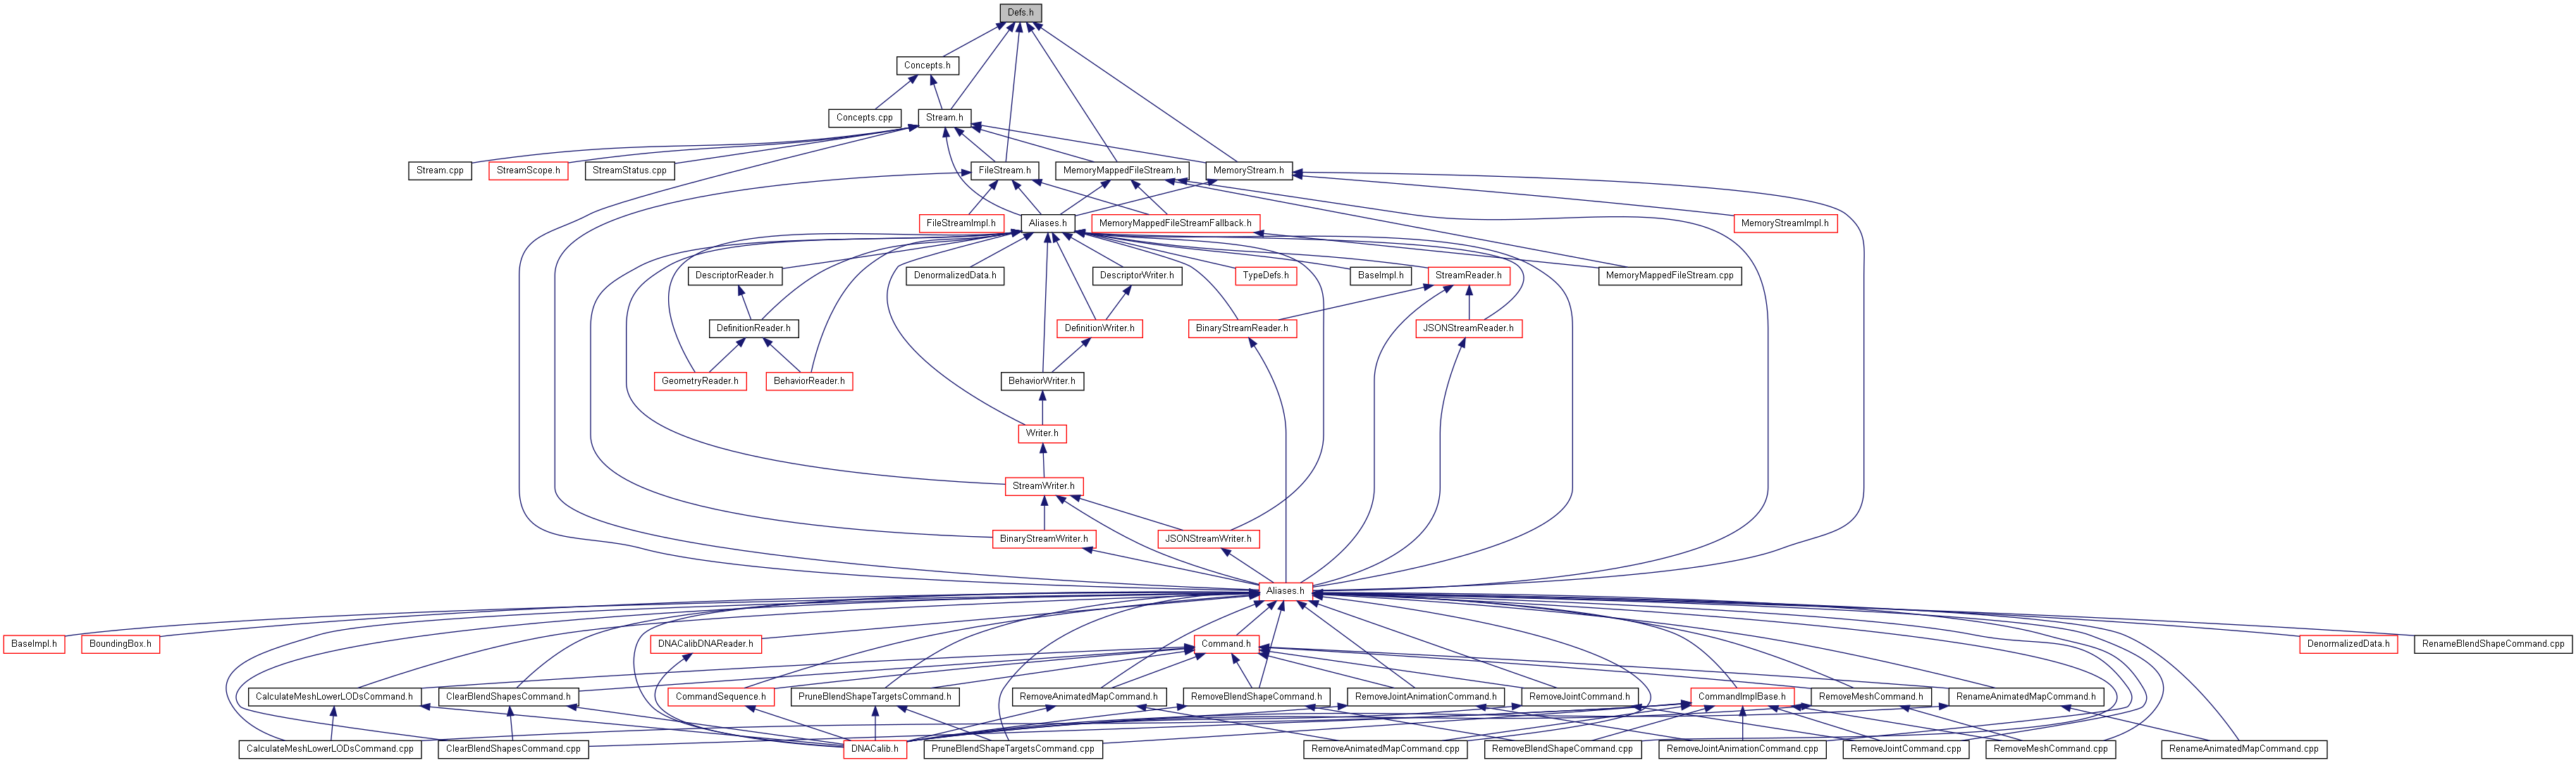 Defs.h
Concepts.h
Concepts.cpp
Stream.h
Stream.cpp
StreamScope.h
StreamStatus.cpp
FileStream.h
MemoryMappedFileStream.h
MemoryStream.h
FileStreamImpl.h
Aliases.h
MemoryMappedFileStreamFallback.h
MemoryStreamImpl.h
DescriptorReader.h
DenormalizedData.h
DescriptorWriter.h
TypeDefs.h
BaseImpl.h
StreamReader.h
MemoryMappedFileStream.cpp
DefinitionReader.h
DefinitionWriter.h
BinaryStreamReader.h
JSONStreamReader.h
GeometryReader.h
BehaviorReader.h
BehaviorWriter.h
Writer.h
StreamWriter.h
BinaryStreamWriter.h
JSONStreamWriter.h
Aliases.h
BaseImpl.h
BoundingBox.h
DNACalibDNAReader.h
Command.h
DenormalizedData.h
RenameBlendShapeCommand.cpp
CalculateMeshLowerLODsCommand.h
ClearBlendShapesCommand.h
CommandSequence.h
PruneBlendShapeTargetsCommand.h
RemoveAnimatedMapCommand.h
RemoveBlendShapeCommand.h
RemoveJointAnimationCommand.h
RemoveJointCommand.h
CommandImplBase.h
RemoveMeshCommand.h
RenameAnimatedMapCommand.h
CalculateMeshLowerLODsCommand.cpp
ClearBlendShapesCommand.cpp
DNACalib.h
PruneBlendShapeTargetsCommand.cpp
RemoveAnimatedMapCommand.cpp
RemoveBlendShapeCommand.cpp
RemoveJointAnimationCommand.cpp
RemoveJointCommand.cpp
RemoveMeshCommand.cpp
RenameAnimatedMapCommand.cpp